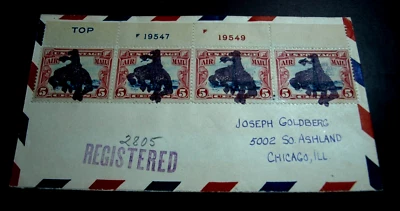 TOP F 19547 F 19549
AIR MAIL AIR MAIL AIR MAIL AIR MAIL
5 5 5 5 5 5 5 5
JOSEPH GOLDBERG
5002 SO. ASHLAND
CHICAGO, ILL
2805
REGISTERED